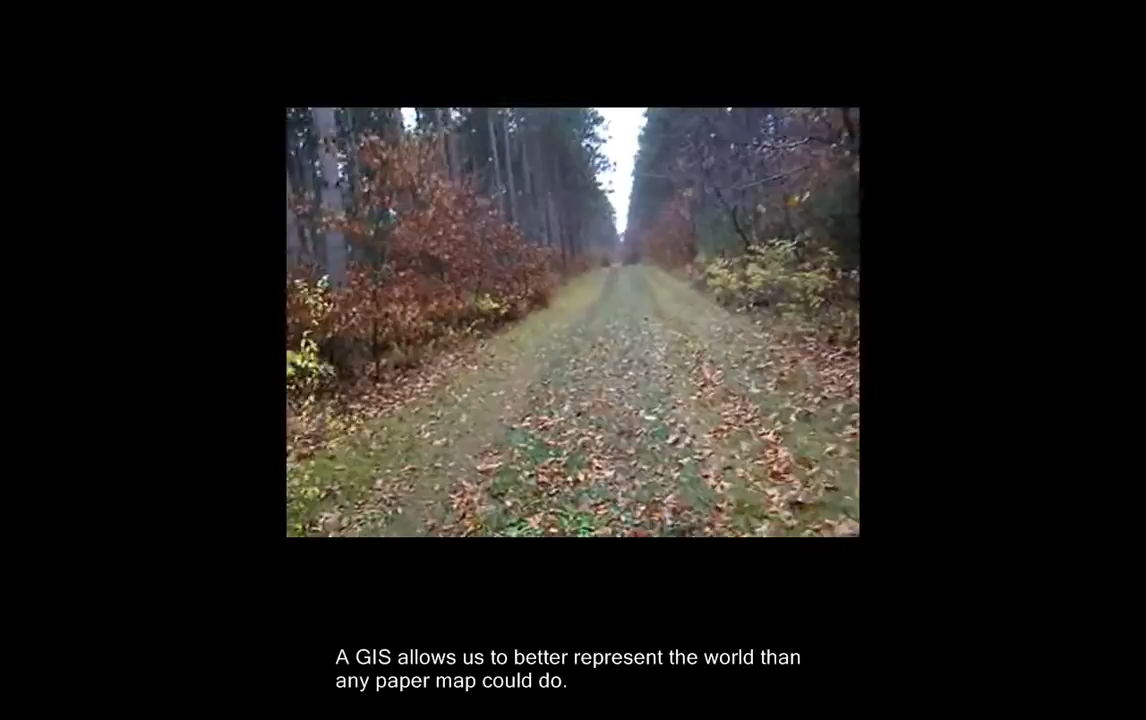 A GIS allows us to better represent the world than
any paper map could do.